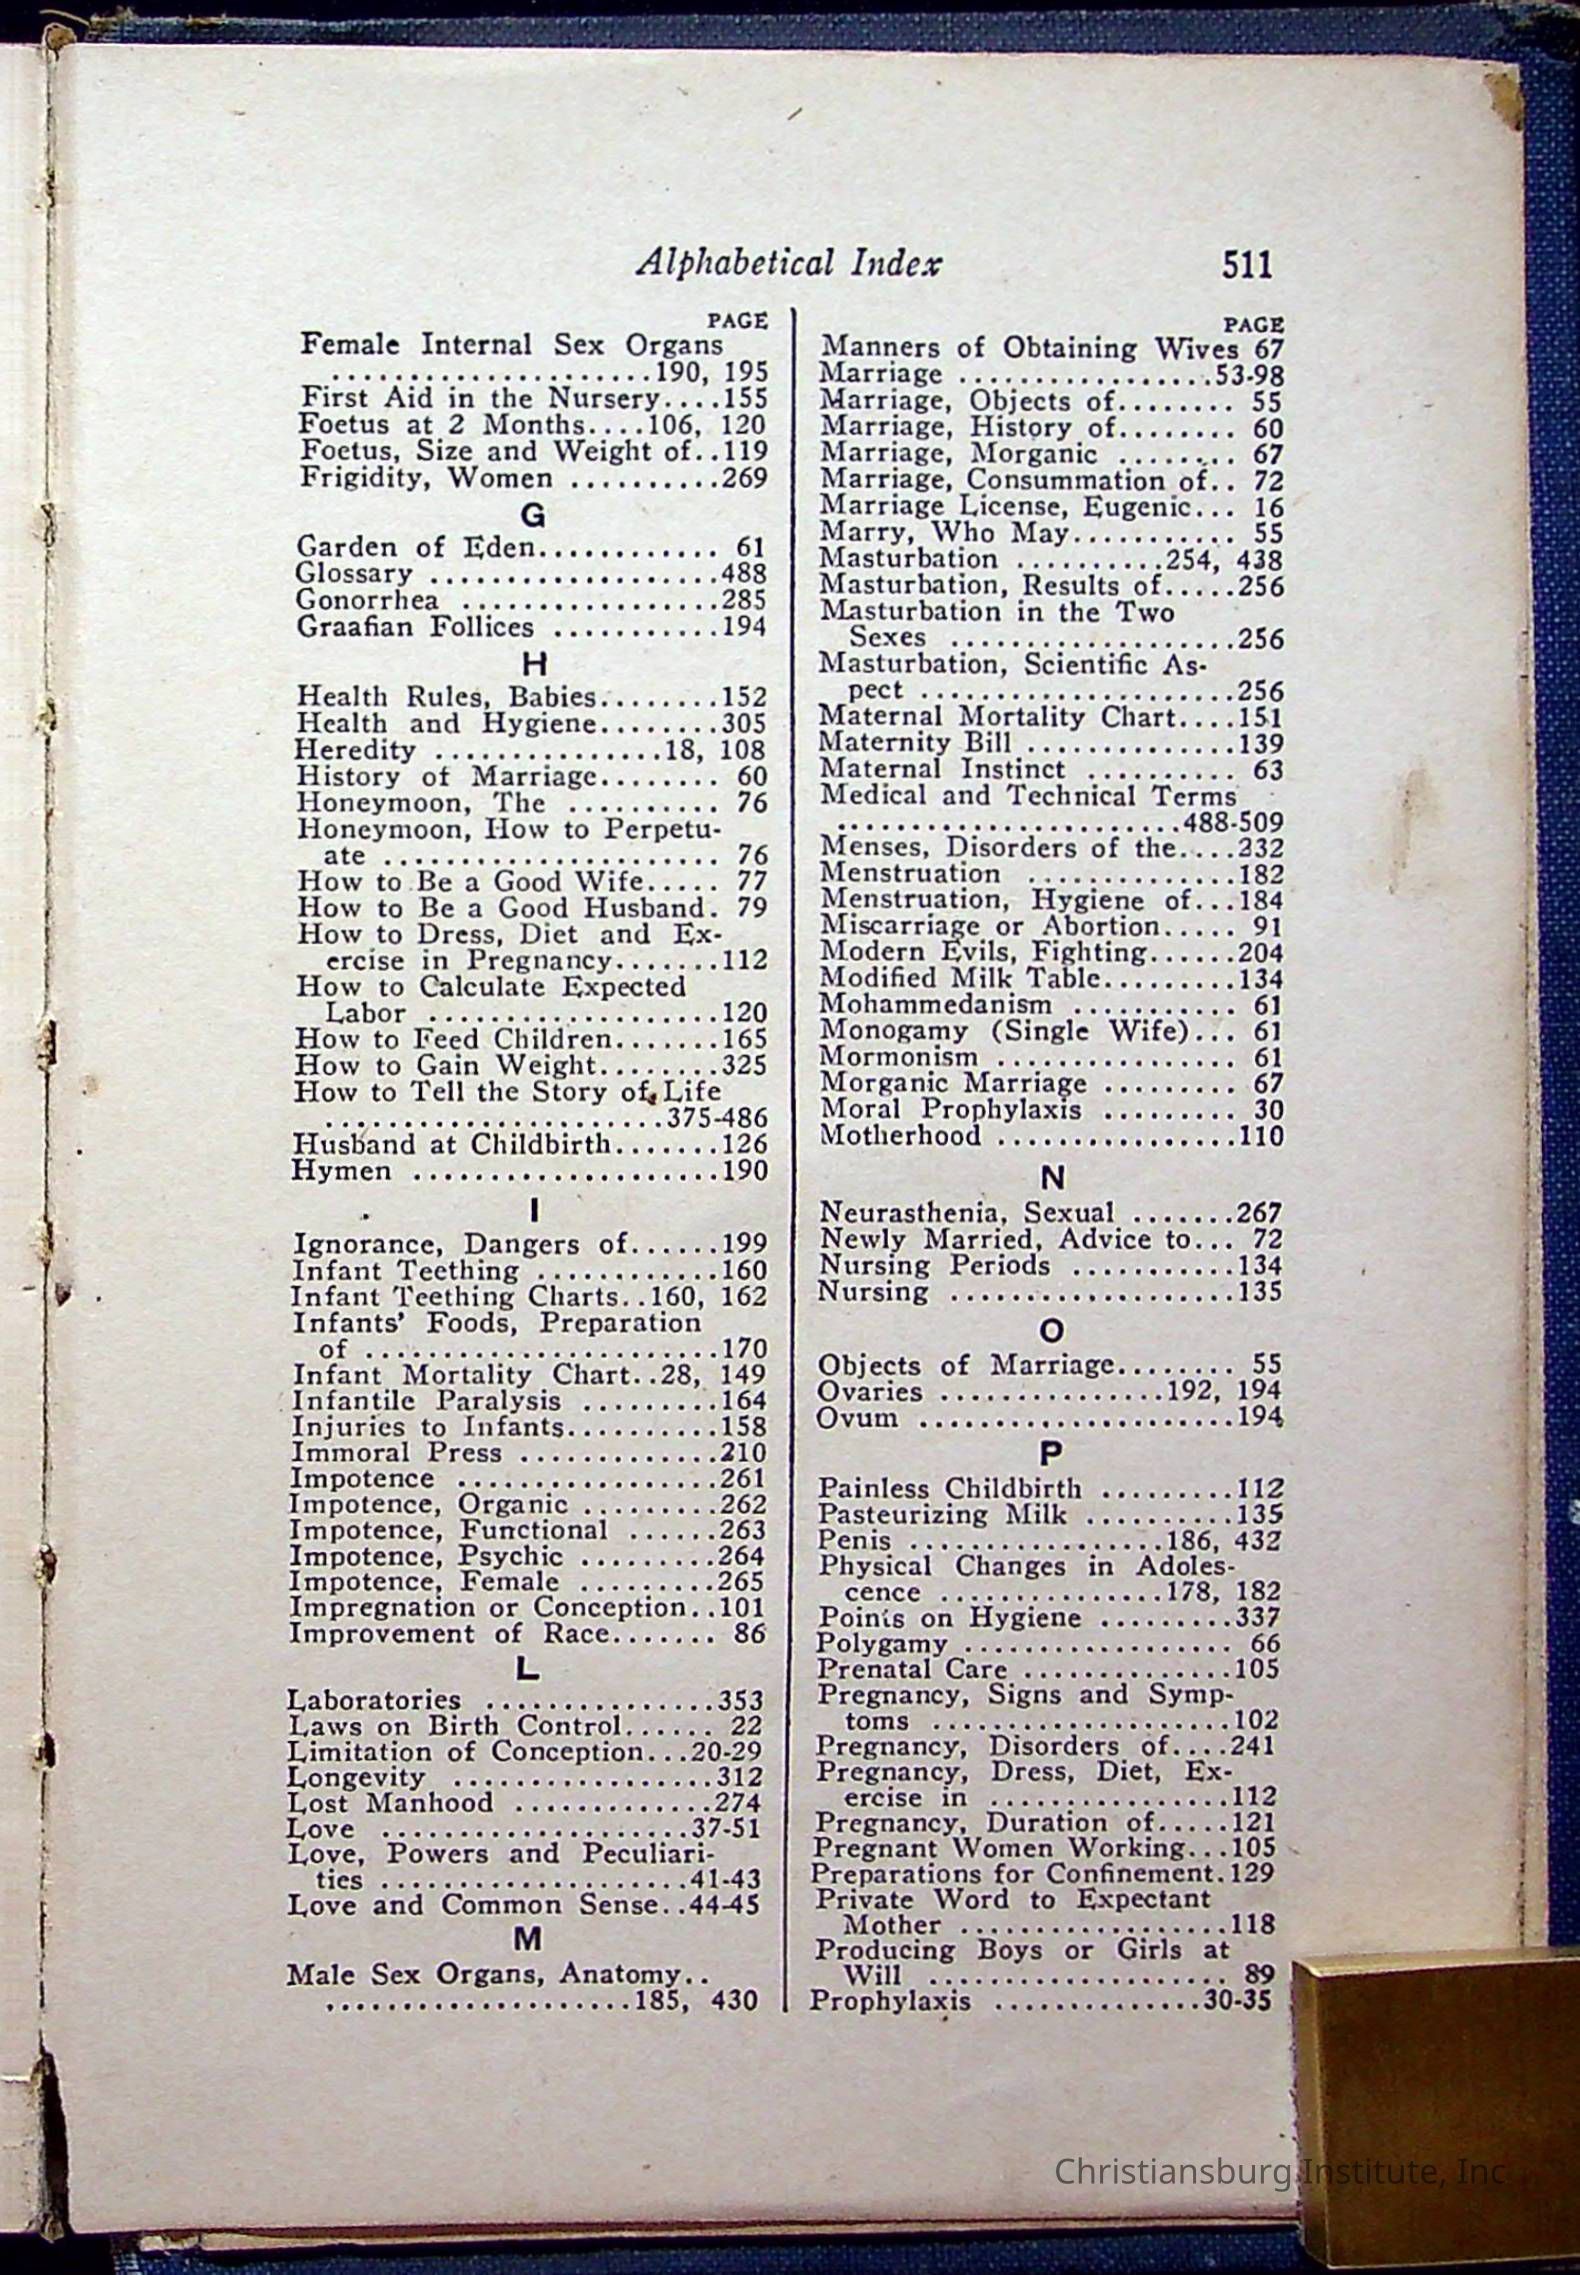 Alphabetical Index 511
PAGE
Female Internal Sex Organs
......................190, 195
First Aid in the Nursery....155
Foetus at 2 Months....106, 120
Foetus, Size and Weight of..119
Frigidity, Women ..........269
G
Garden of Eden............ 61
Glossary ...................488
Gonorrhea .................285
Graafian Follices ...........194
H
Health Rules, Babies........152
Health and Hygiene........305
Heredity ...............18, 108
History of Marriage........ 60
Honeymoon, The .......... 76
Honeymoon, How to Perpetu-
ate ...................... 76
How to Be a Good Wife..... 77
How to Be a Good Husband. 79
How to Dress, Diet and Ex-
ercise in Pregnancy.......112
How to Calculate Expected
Labor ...................120
How to Feed Children.......165
How to Gain Weight........325
How to Tell the Story of Life
......................375-486
Husband at Childbirth.......126
Hymen ....................190
I
Ignorance, Dangers of......199
Infant Teething ............160
Infant Teething Charts..160, 162
Infants' Foods, Preparation
of .......................170
Infant Mortality Chart..28, 149
Infantile Paralysis .........164
Injuries to Infants..........158
Immoral Press .............210
Impotence .................261
Impotence, Organic .........262
Impotence, Functional ......263
Impotence, Psychic .........264
Impotence, Female .........265
Impregnation or Conception..101
Improvement of Race....... 86
L
Laboratories ...............353
Laws on Birth Control...... 22
Limitation of Conception...20-29
Longevity .................312
Lost Manhood .............274
Love ....................37-51
Love, Powers and Peculiari-
ties ....................41-43
Love and Common Sense..44-45
M
Male Sex Organs, Anatomy..
....................185, 430
PAGE
Manners of Obtaining Wives 67
Marriage .................53-98
Marriage, Objects of........ 55
Marriage, History of........ 60
Marriage, Morganic ........ 67
Marriage, Consummation of.. 72
Marriage License, Eugenic... 16
Marry, Who May........... 55
Masturbation ..........254, 438
Masturbation, Results of.....256
Masturbation in the Two
Sexes ...................256
Masturbation, Scientific As-
pect .....................256
Maternal Mortality Chart....151
Maternity Bill ..............139
Maternal Instinct .......... 63
Medical and Technical Terms
.......................488-509
Menses, Disorders of the....232
Menstruation ..............182
Menstruation, Hygiene of...184
Miscarriage or Abortion..... 91
Modern Evils, Fighting......204
Modified Milk Table.........134
Mohammedanism ........... 61
Monogamy (Single Wife)... 61
Mormonism ................ 61
Morganic Marriage ......... 67
Moral Prophylaxis ......... 30
Motherhood ................110
N
Neurasthenia, Sexual .......267
Newly Married, Advice to... 72
Nursing Periods ...........134
Nursing ...................135
O
Objects of Marriage........ 55
Ovaries ...............192, 194
Ovum .....................194
P
Painless Childbirth .........112
Pasteurizing Milk ..........135
Penis .................186, 432
Physical Changes in Adoles-
cence ...............178, 182
Points on Hygiene .........337
Polygamy .................. 66
Prenatal Care ..............105
Pregnancy, Signs and Symp-
toms ....................102
Pregnancy, Disorders of....241
Pregnancy, Dress, Diet, Ex-
ercise in ................112
Pregnancy, Duration of.....121
Pregnant Women Working...105
Preparations for Confinement.129
Private Word to Expectant
Mother ..................118
Producing Boys or Girls at
Will .................... 89
Prophylaxis ..............30-35
Christiansburg Institute, Inc